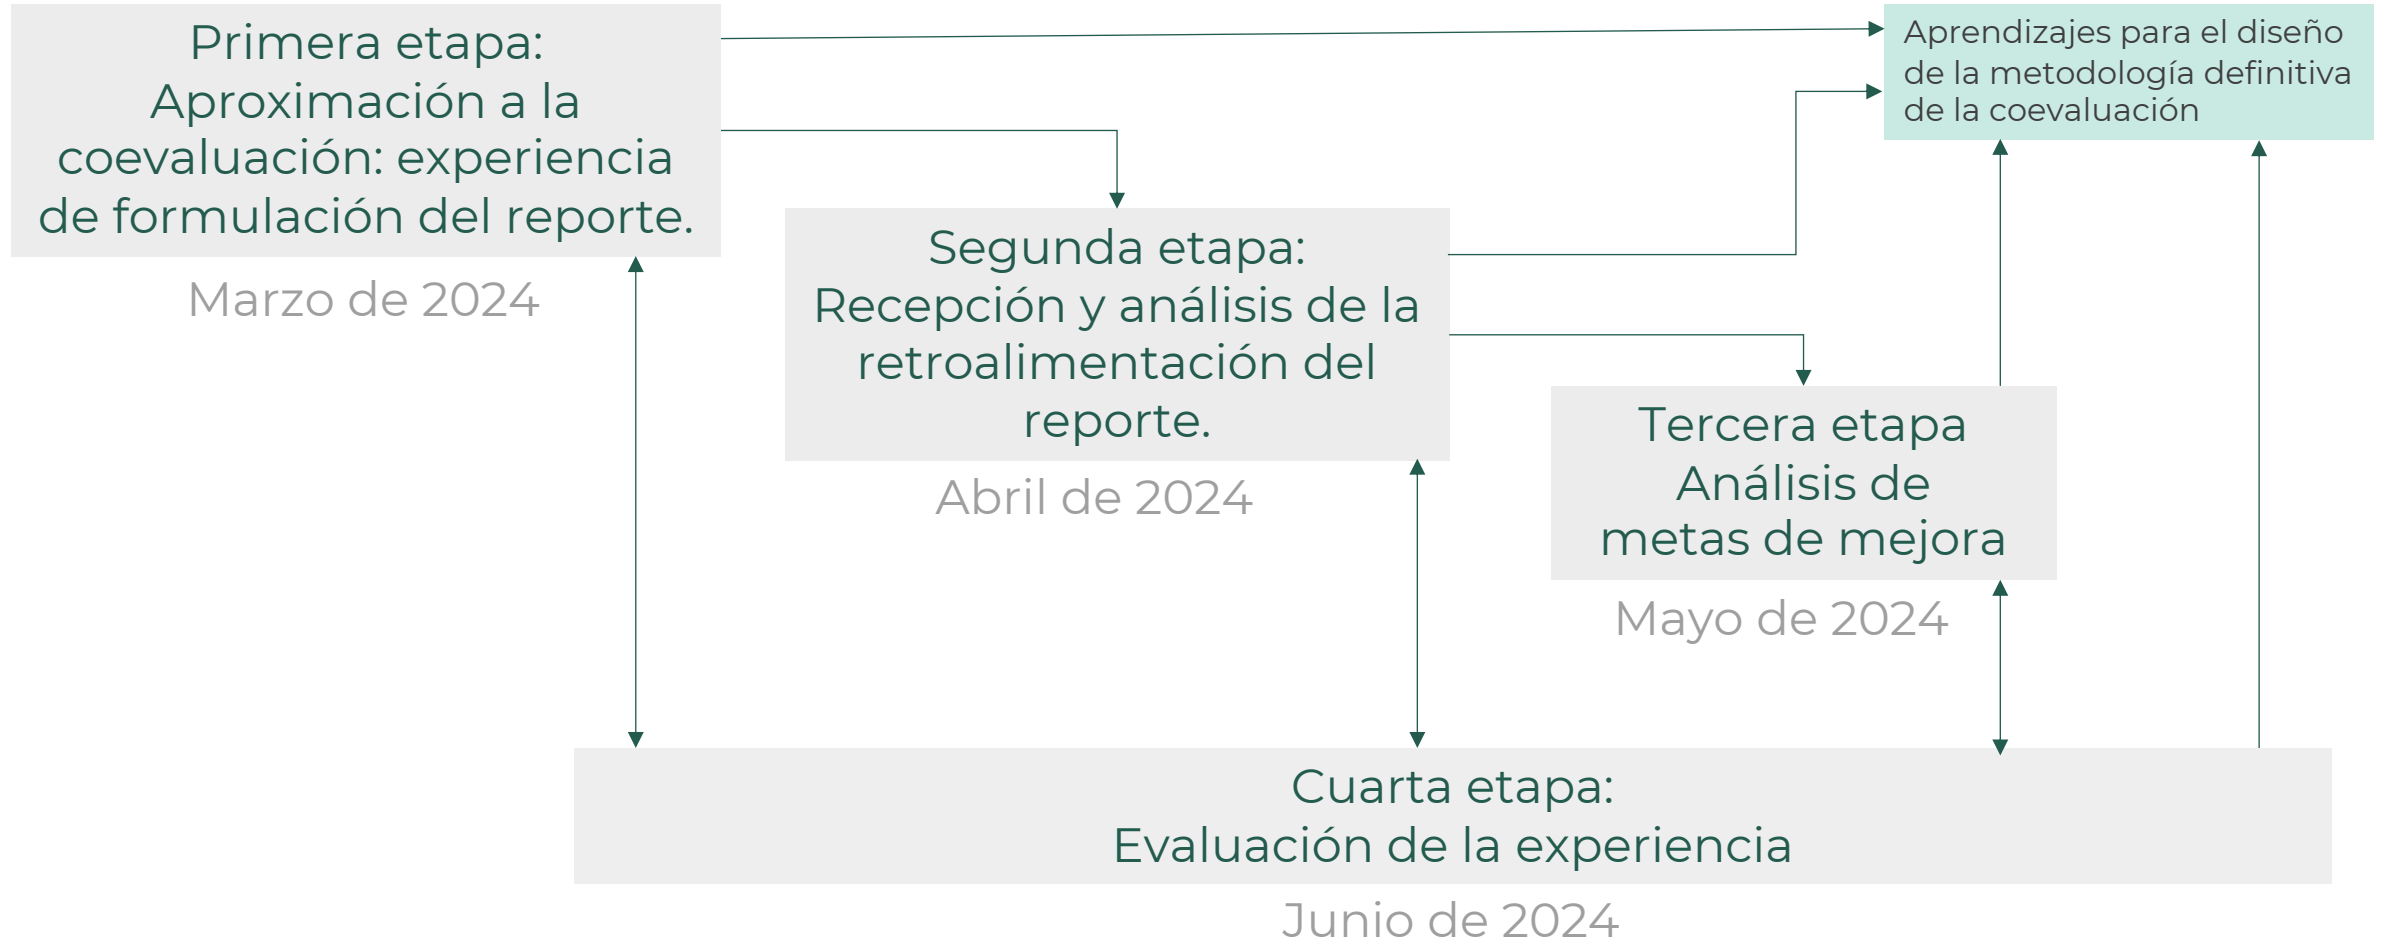 Primera etapa:
Aproximación a la
coevaluación: experiencia
de formulación del reporte.
Marzo de 2024
Aprendizajes para el diseño
de la metodología definitiva
de la coevaluación
Segunda etapa:
Recepción y análisis de la
retroalimentación del
reporte.
Abril de 2024
Tercera etapa
Análisis de
metas de mejora
Mayo de 2024
Cuarta etapa:
Evaluación de la experiencia
Junio de 2024